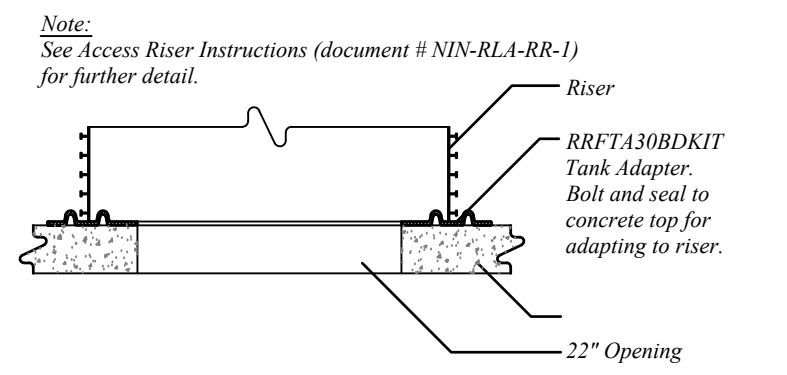 Note:
See Access Riser Instructions (document # NIN-RLA-RR-1)
for further detail.
Riser
RRFTA30BDKIT
Tank Adapter.
Bolt and seal to
concrete top for
adapting to riser.
22" Opening